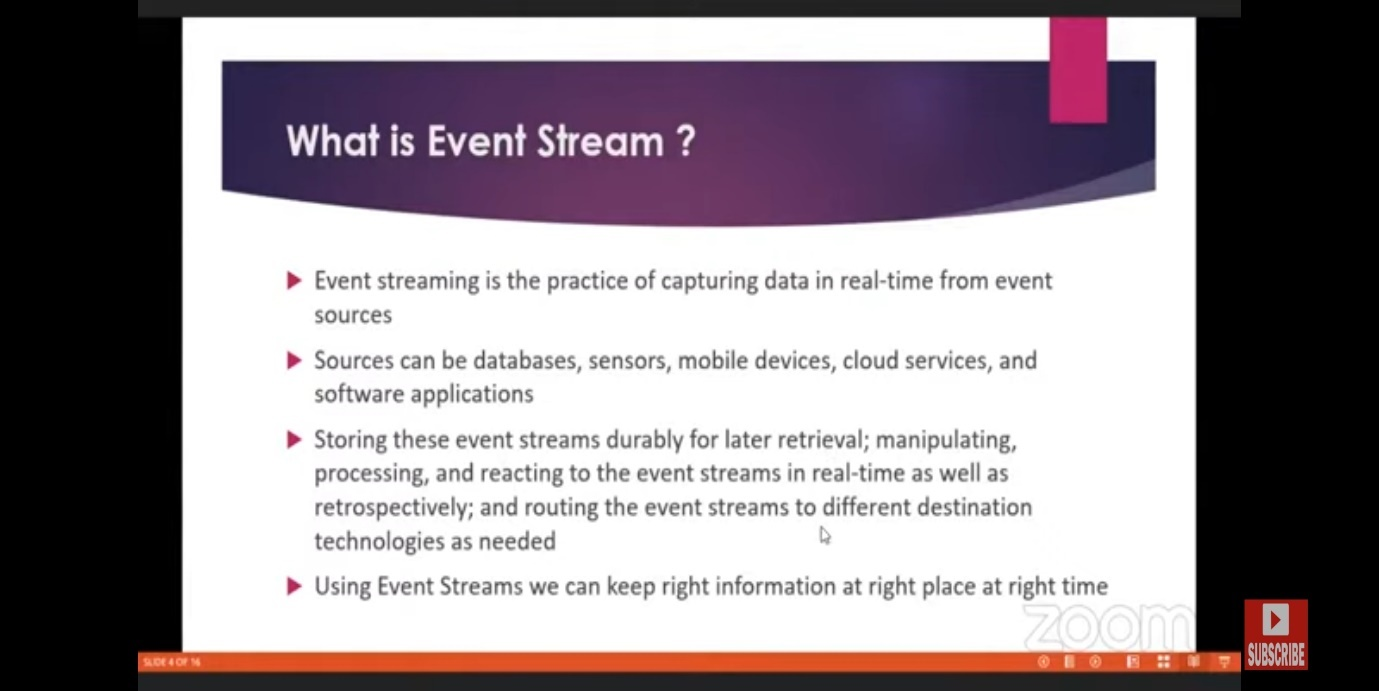 What is Event Stream ?
Event streaming is the practice of capturing data in real-time from event
sources
Sources can be databases, sensors, mobile devices, cloud services, and
software applications
Storing these event streams durably for later retrieval; manipulating,
processing, and reacting to the event streams in real-time as well as
retrospectively; and routing the event streams to different destination
technologies as needed
Using Event Streams we can keep right information at right place at right time
zoom
SUBSCRIBE
SLIDE 4 OF 16